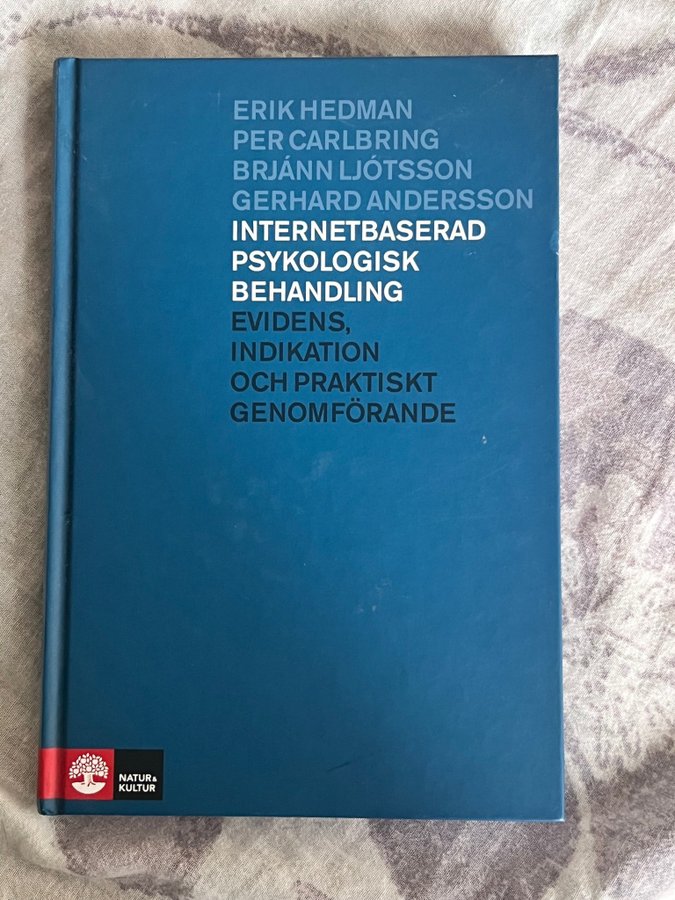 ERIK HEDMAN
PER CARLBRING
BRJÁNN LJÓTSSON
GERHARD ANDERSSON
INTERNETBASERAD
PSYKOLOGISK
BEHANDLING
EVIDENS,
INDIKATION
OCH PRAKTISKT
GENOMFÖRANDE
NATUR &
KULTUR